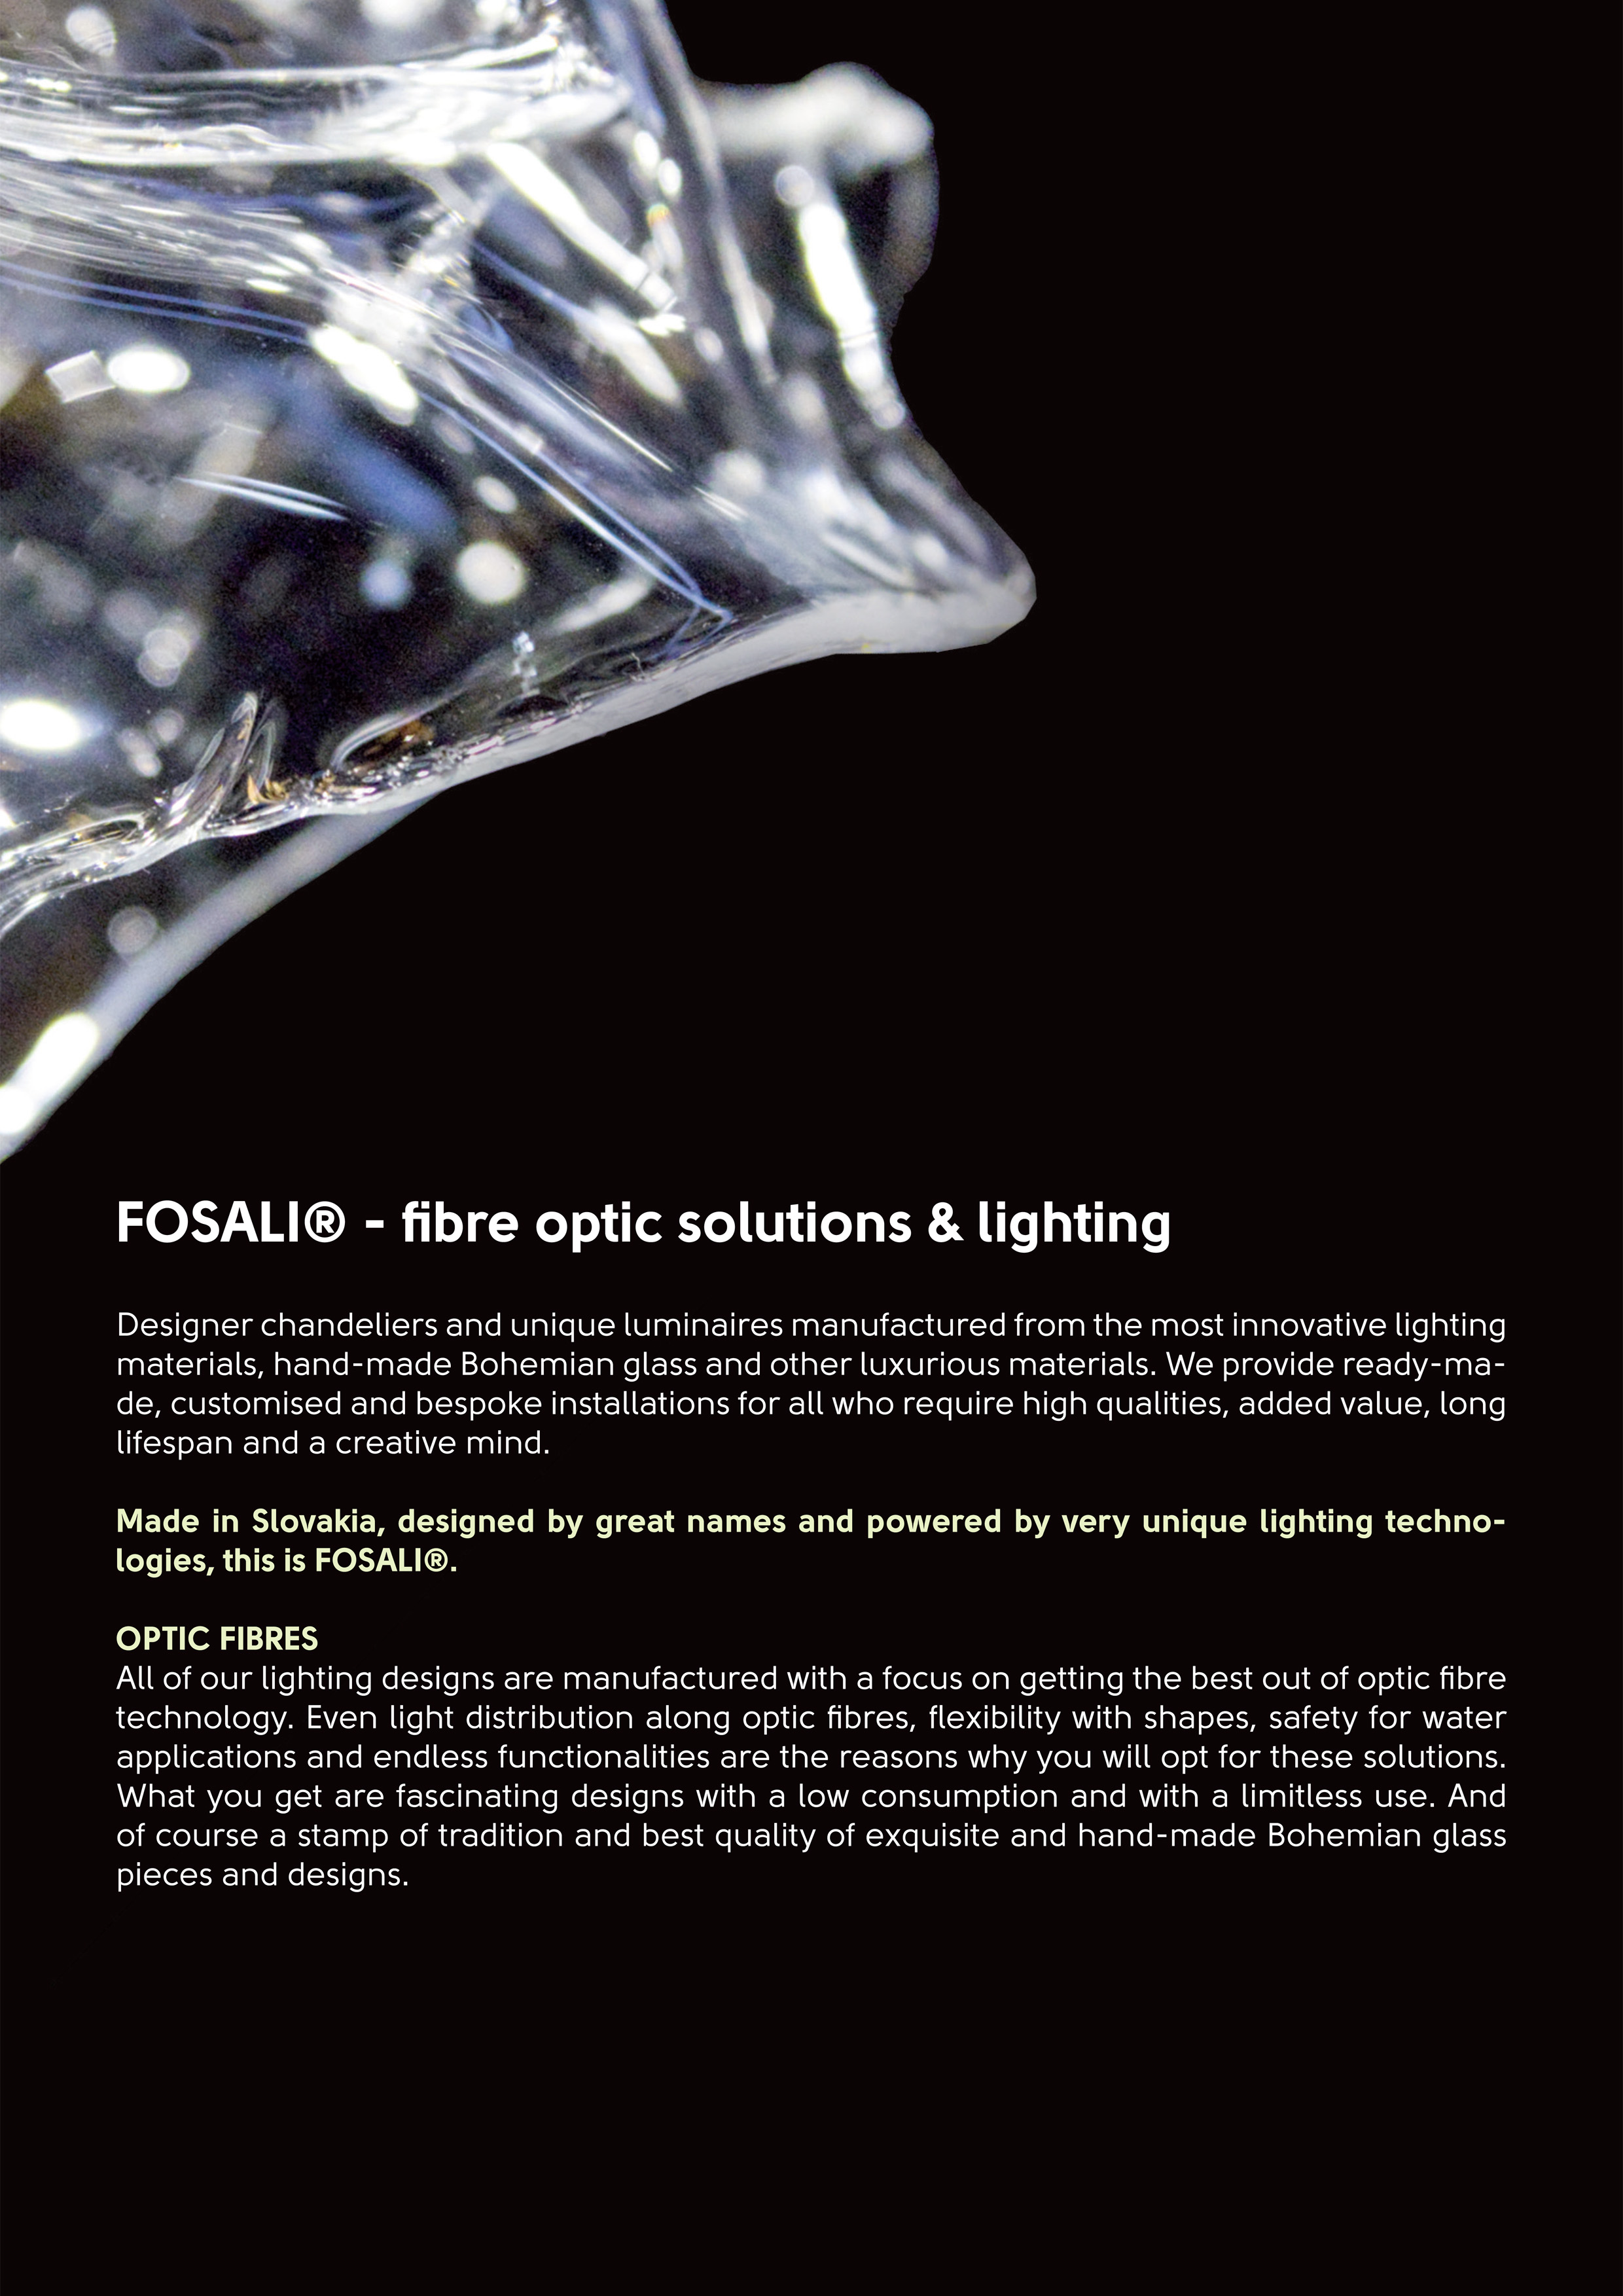 FOSALI® - fibre optic solutions & lighting
Designer chandeliers and unique luminaires manufactured from the most innovative lighting
materials, hand-made Bohemian glass and other luxurious materials. We provide ready-ma-
de, customised and bespoke installations for all who require high qualities, added value, long
lifespan and a creative mind.
Made in Slovakia, designed by great names and powered by very unique lighting techno-
logies, this is FOSALI®.
OPTIC FIBRES
All of our lighting designs are manufactured with a focus on getting the best out of optic fibre
technology. Even light distribution along optic fibres, flexibility with shapes, safety for water
applications and endless functionalities are the reasons why you will opt for these solutions.
What you get are fascinating designs with a low consumption and with a limitless use. And
of course a stamp of tradition and best quality of exquisite and hand-made Bohemian glass
pieces and designs.